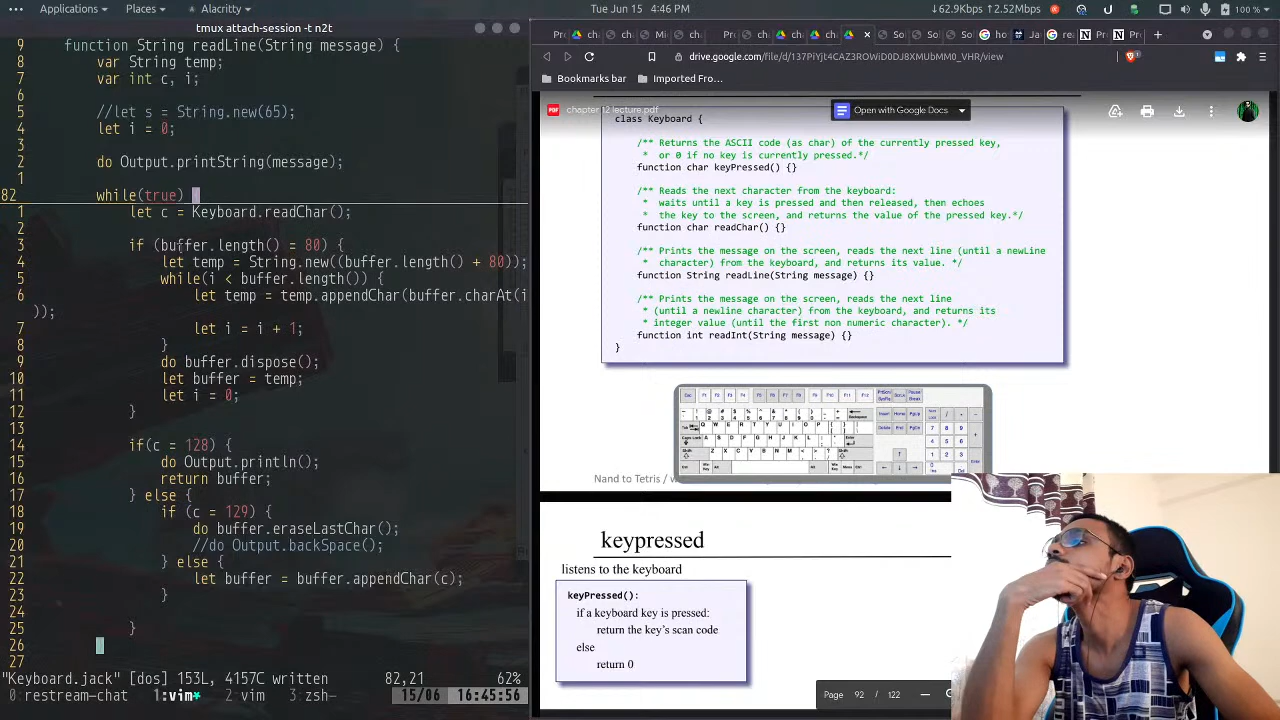 Applications
Places
Alacritty
Tue Jun 15 4:46 PM
↓62.9Kbps ↑2.52Mbps
100 %
tmux attach-session -t n2t
9 function String readLine(String message) {
8 var String temp;
7 var int c, i;
6
5 //let s = String.new(65);
4 let i = 0;
3
2 do Output.printString(message);
1
82 while(true)
1 let c = Keyboard.readChar();
2
3 if (buffer.length() = 80) {
4 let temp = String.new((buffer.length() + 80));
5 while(i < buffer.length()) {
6 let temp = temp.appendChar(buffer.charAt(i
));
7 let i = i + 1;
8 }
9 do buffer.dispose();
10 let buffer = temp;
11 let i = 0;
12 }
13
14 if(c = 128) {
15 do Output.println();
16 return buffer;
17 } else {
18 if (c = 129) {
19 do buffer.eraseLastChar();
20 //do Output.backSpace();
21 } else {
22 let buffer = buffer.appendChar(c);
23 }
24
25 }
26
27
"Keyboard.jack" [dos] 153L, 4157C written 82,21 62%
0:restream-chat 1:vim* 2:vim 3:zsh- 15/06 16:45:56
drive.google.com/file/d/137PiYjt4CAZ3ROWiD0DJ8XMuMM0_VHR/view
Bookmarks bar
Imported Fro…
chapter 12 lecture.pdf
Open with Google Docs
class Keyboard {
/** Returns the ASCII code (as char) of the currently pressed key,
* or 0 if no key is currently pressed.*/
function char keyPressed() {}
/** Reads the next character from the keyboard:
* waits until a key is pressed and then released, then echoes
* the key to the screen, and returns the value of the pressed key.*/
function char readChar() {}
/** Prints the message on the screen, reads the next line (until a newLine
* character) from the keyboard, and returns its value. */
function String readLine(String message) {}
/** Prints the message on the screen, reads the next line
* (until a newline character) from the keyboard, and returns its
* integer value (until the first non numeric character). */
function int readInt(String message) {}
}
Nand to Tetris / w
keypressed
listens to the keyboard
keyPressed():
if a keyboard key is pressed:
return the key's scan code
else
return 0
Page 92 / 122